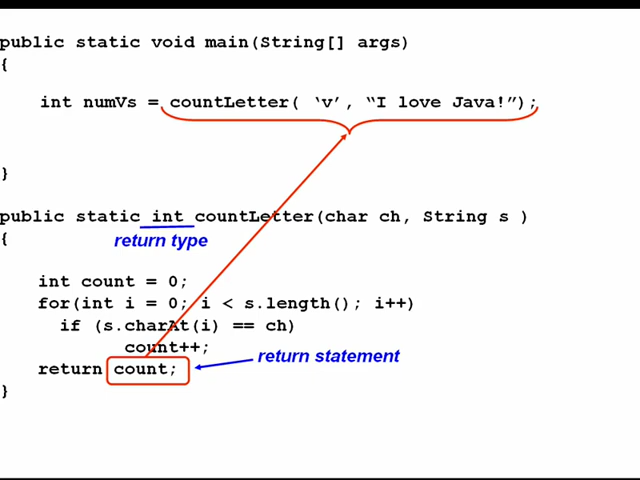 public static void main(String[] args)
{
int numVs = countLetter( ‘v’, “I love Java!”);
}
public static int countLetter(char ch, String s )
{
return type
int count = 0;
for(int i = 0; i < s.length(); i++)
if (s.charAt(i) == ch)
count++;
return count;
return statement
}